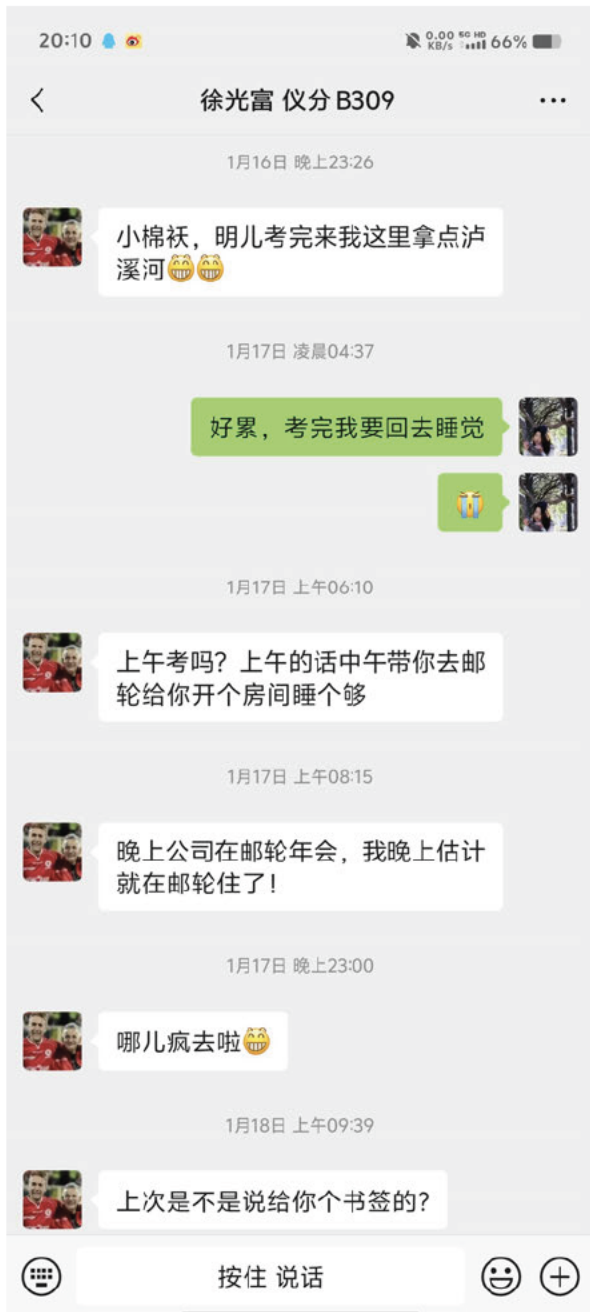 20:10 0.00 KB/s 5G HD 66%
徐光富 仪分B309
1月16日 晚上23:26
小棉袄，明儿考完来我这里拿点泸
溪河😁😁
1月17日 凌晨04:37
好累，考完我要回去睡觉
😭
1月17日 上午06:10
上午考吗？上午的话中午带你去邮
轮给你开个房间睡个够
1月17日 上午08:15
晚上公司在邮轮年会，我晚上估计
就在邮轮住了！
1月17日 晚上23:00
哪儿疯去啦😁
1月18日 上午09:39
上次是不是说给你个书签的？
按住 说话